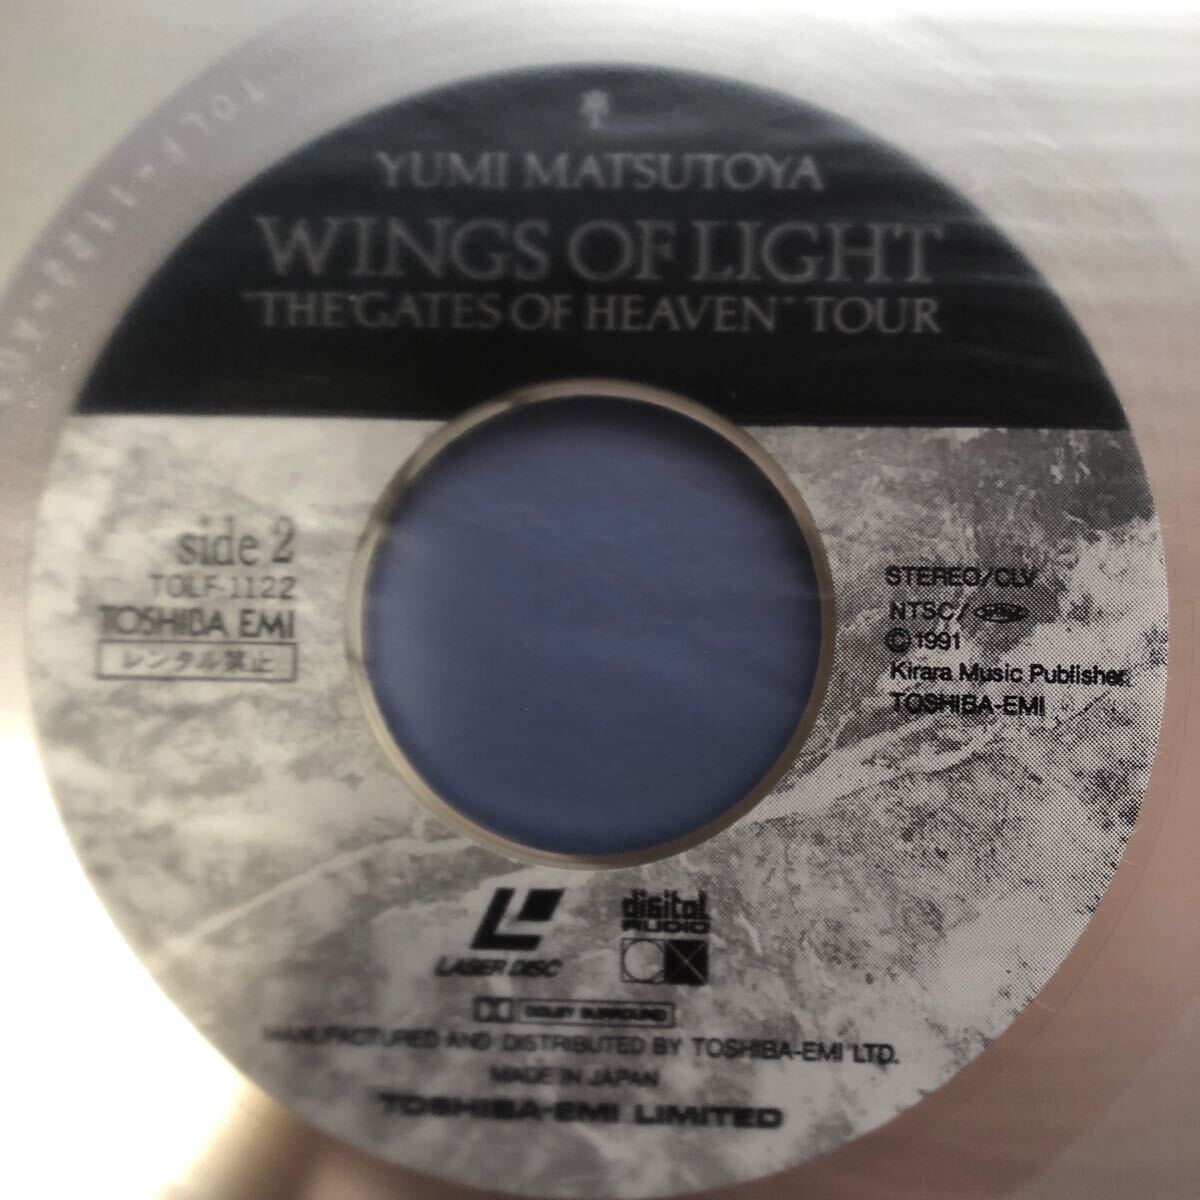 YUMI MATSUTOYA
WINGS OF LIGHT
"THE "GATES OF HEAVEN" TOUR
side 2
TOLF-1122
TOSHIBA EMI
レンタル禁止
STEREO/CLV
NTSC/
©1991
Kirara Music Publisher.
TOSHIBA-EMI
LASER DISC
digital
AUDIO
DOLBY SURROUND
MANUFACTURED AND DISTRIBUTED BY TOSHIBA-EMI LTD.
MADE IN JAPAN
TOSHIBA-EMI LIMITED